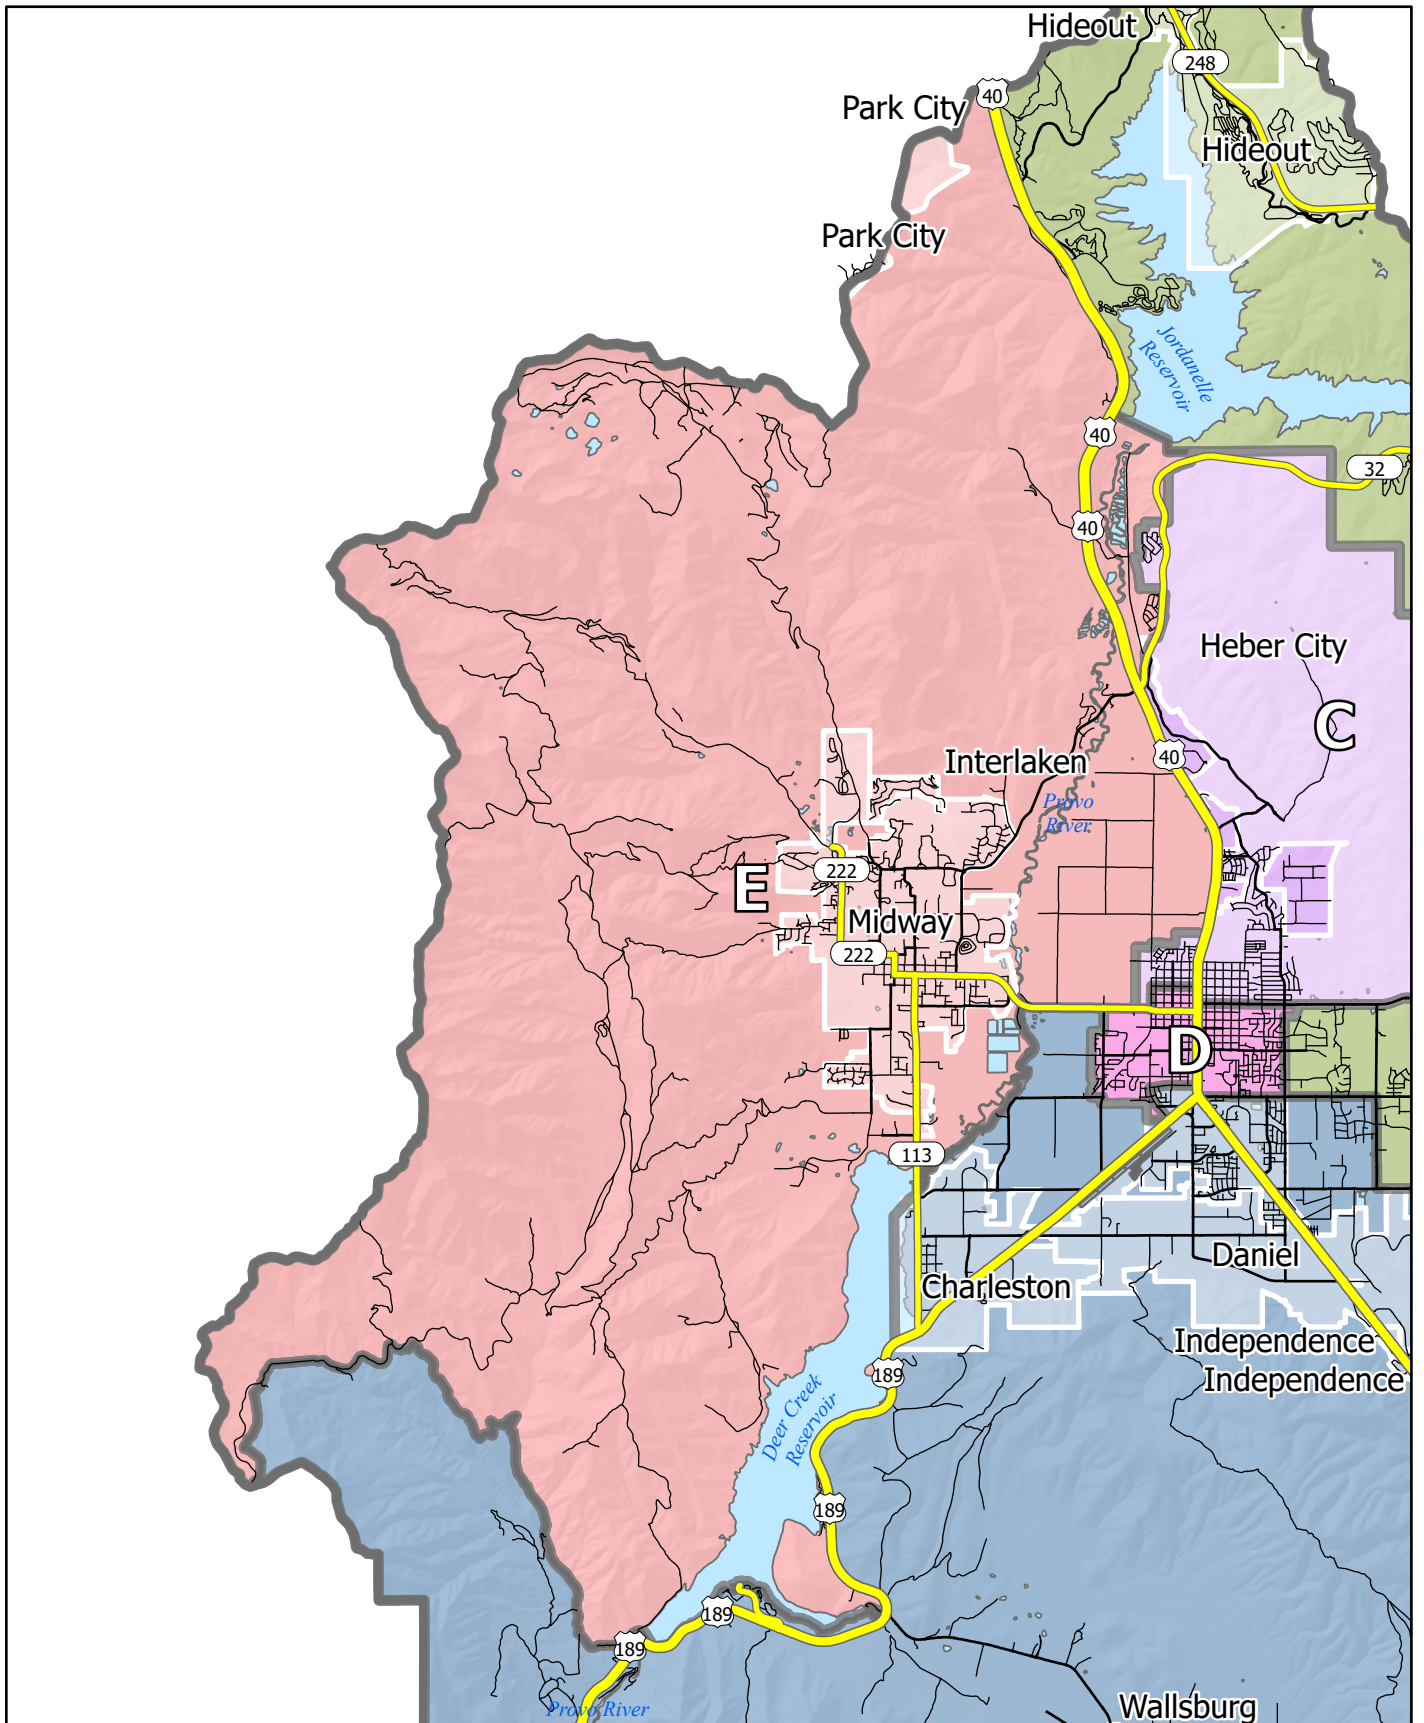 Hideout
248
40
Park City
Hideout
Park City
Jordanelle
Reservoir
40
32
40
Heber City
C
40
Interlaken
Provo
River
222
E
Midway
222
D
113
Daniel
Charleston
Independence
189
Independence
Deer Creek
Reservoir
189
189
189
Provo River
Wallsburg